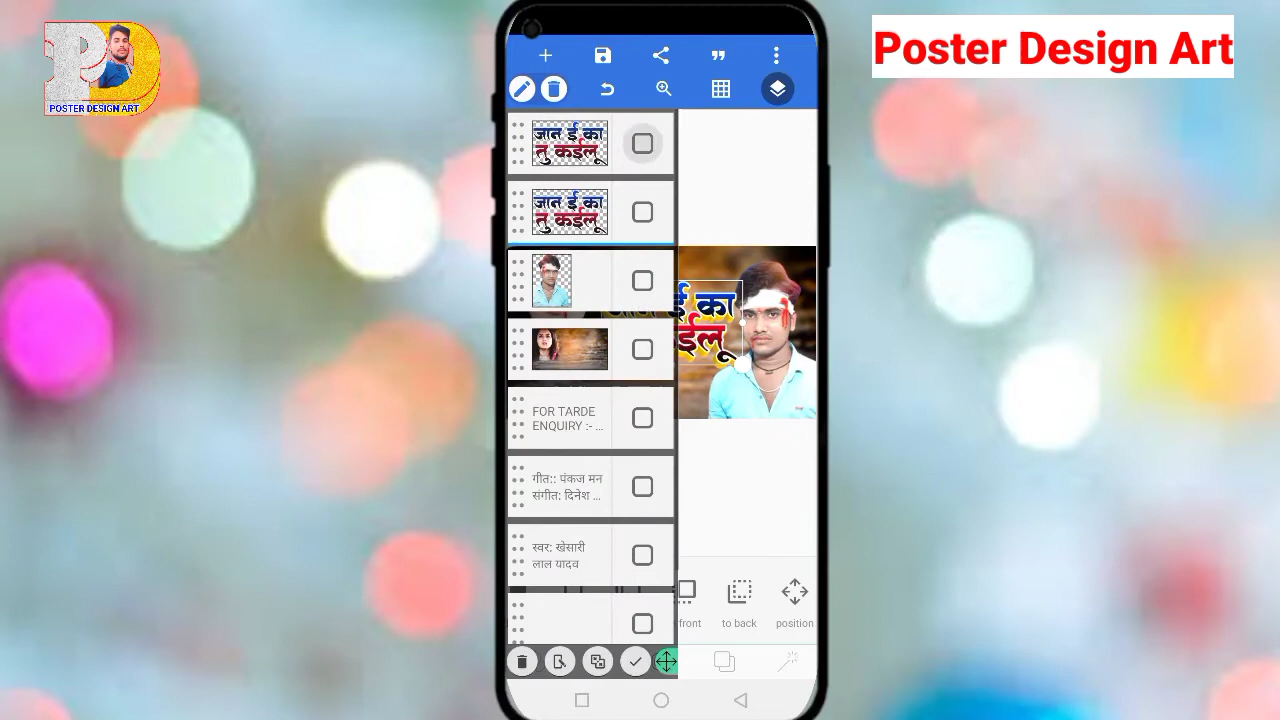 POSTER DESIGN ART
Poster Design Art
जान ई का
तु कईलू
जान ई का
तु कईलू
FOR TARDE
ENQUIRY :- ...
गीत:: पंकज मन
संगीत: दिनेश ...
स्वर: खेसारी
लाल यादव
ई का
ईलू
front
to back
position